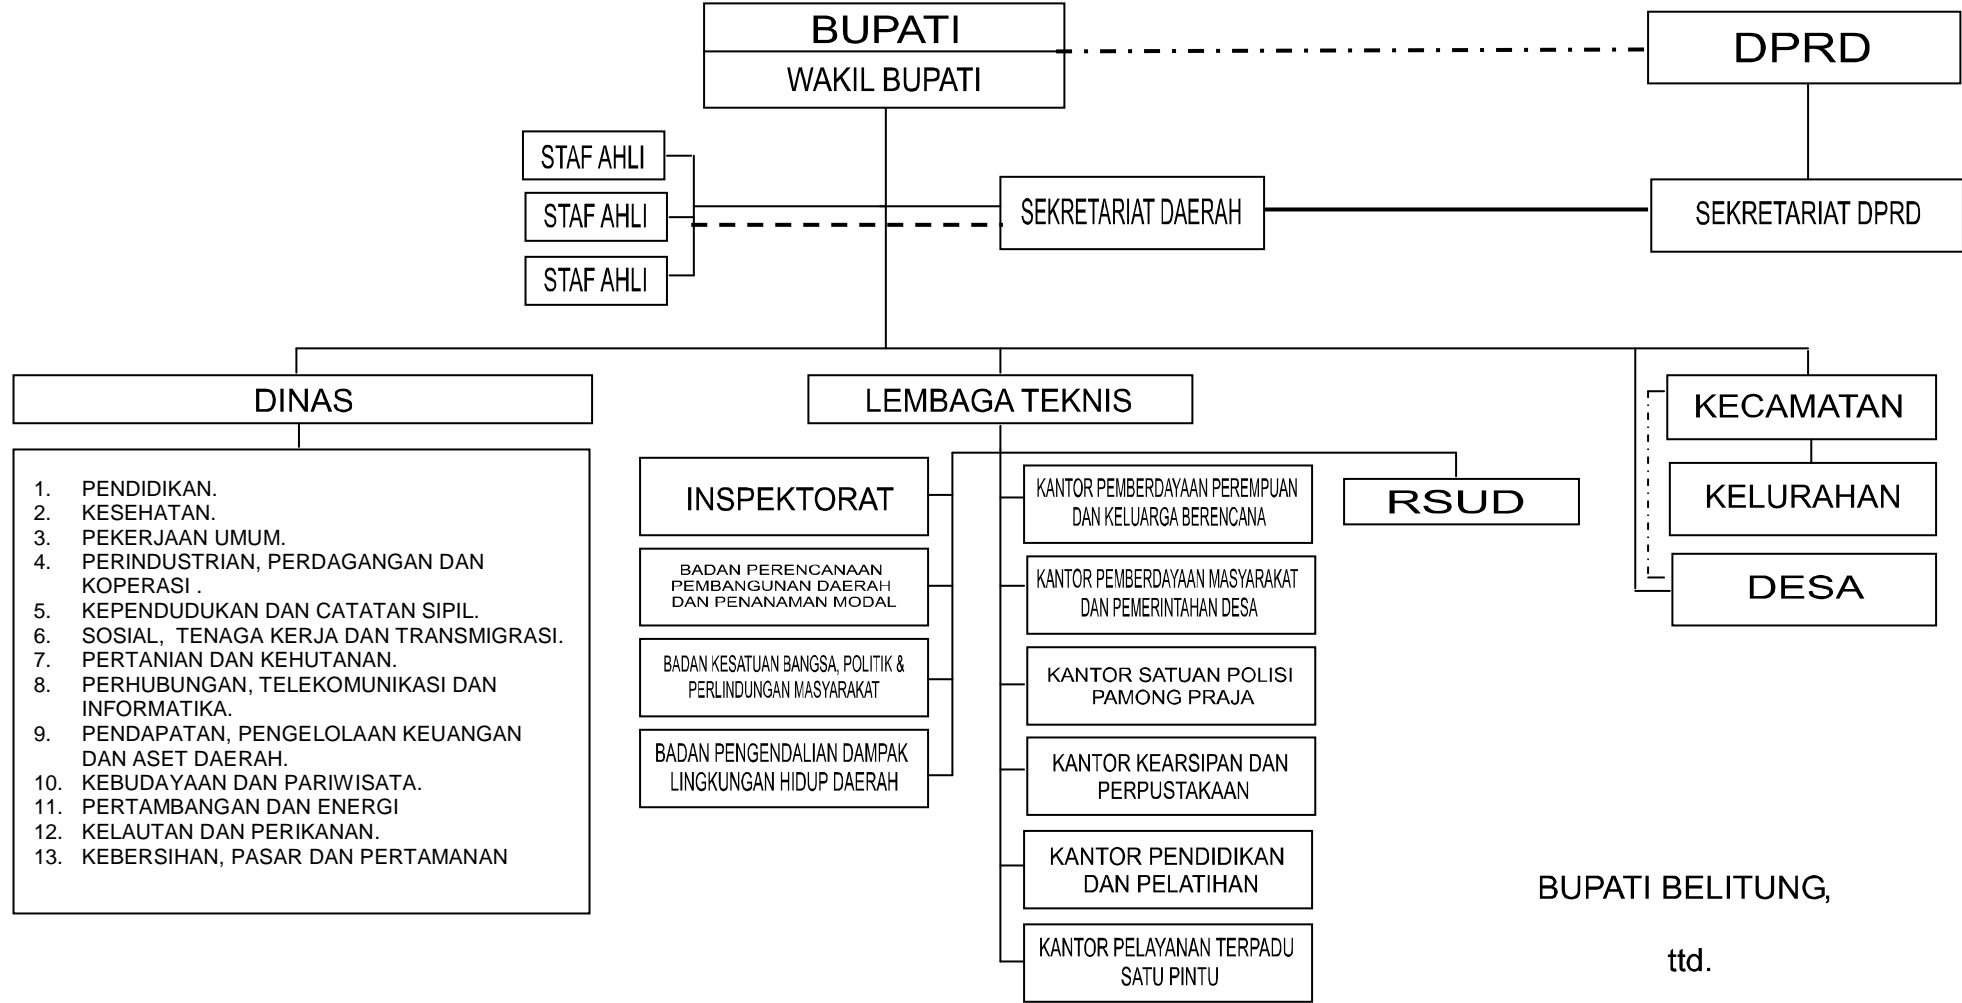 BUPATI
WAKIL BUPATI
DPRD
STAF AHLI
STAF AHLI
STAF AHLI
SEKRETARIAT DAERAH
SEKRETARIAT DPRD
DINAS
1. PENDIDIKAN.
2. KESEHATAN.
3. PEKERJAAN UMUM.
4. PERINDUSTRIAN, PERDAGANGAN DAN
KOPERASI .
5. KEPENDUDUKAN DAN CATATAN SIPIL.
6. SOSIAL, TENAGA KERJA DAN TRANSMIGRASI.
7. PERTANIAN DAN KEHUTANAN.
8. PERHUBUNGAN, TELEKOMUNIKASI DAN
INFORMATIKA.
9. PENDAPATAN, PENGELOLAAN KEUANGAN
DAN ASET DAERAH.
10. KEBUDAYAAN DAN PARIWISATA.
11. PERTAMBANGAN DAN ENERGI
12. KELAUTAN DAN PERIKANAN.
13. KEBERSIHAN, PASAR DAN PERTAMANAN
LEMBAGA TEKNIS
INSPEKTORAT
BADAN PERENCANAAN
PEMBANGUNAN DAERAH
DAN PENANAMAN MODAL
BADAN KESATUAN BANGSA, POLITIK &
PERLINDUNGAN MASYARAKAT
BADAN PENGENDALIAN DAMPAK
LINGKUNGAN HIDUP DAERAH
KANTOR PEMBERDAYAAN PEREMPUAN
DAN KELUARGA BERENCANA
KANTOR PEMBERDAYAAN MASYARAKAT
DAN PEMERINTAHAN DESA
KANTOR SATUAN POLISI
PAMONG PRAJA
KANTOR KEARSIPAN DAN
PERPUSTAKAAN
KANTOR PENDIDIKAN
DAN PELATIHAN
KANTOR PELAYANAN TERPADU
SATU PINTU
RSUD
KECAMATAN
KELURAHAN
DESA
BUPATI BELITUNG,
ttd.